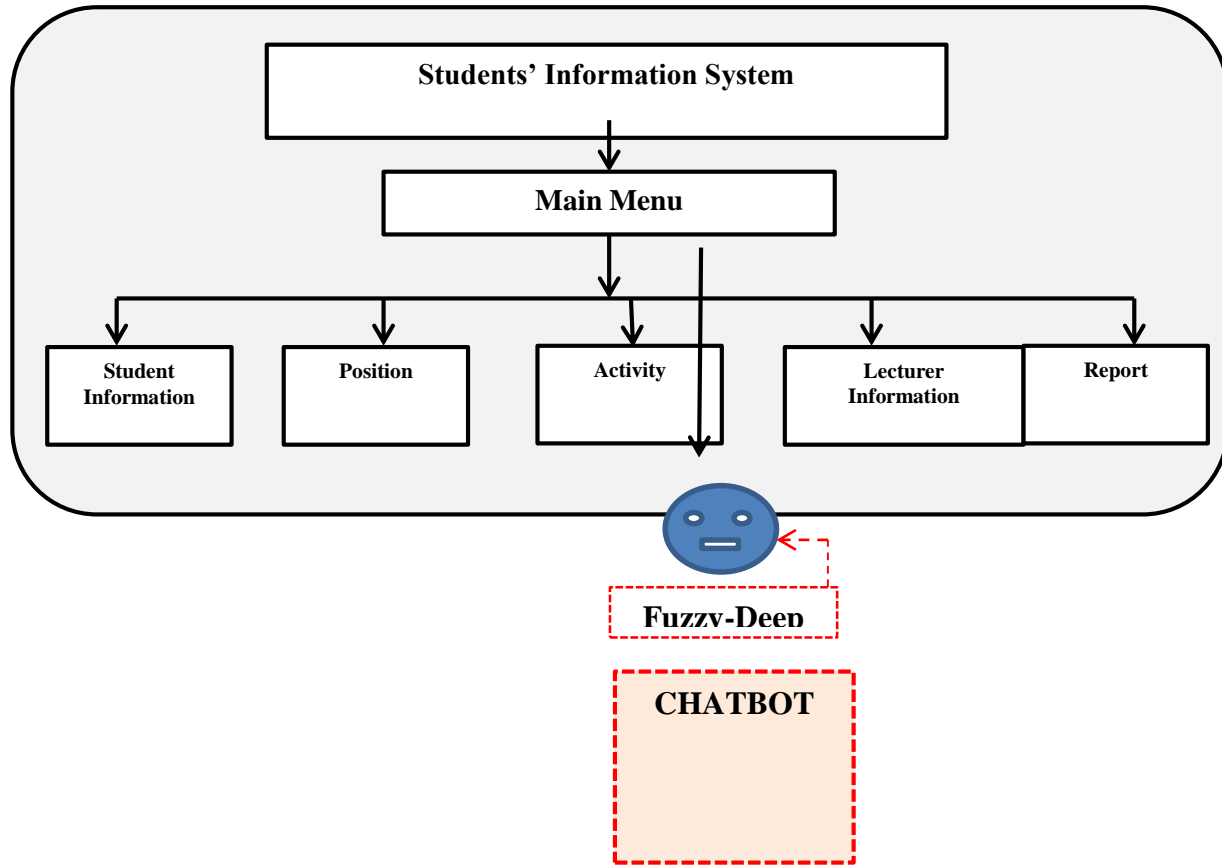 Students’ Information System
Main Menu
Student
Information
Position
Activity
Lecturer
Information
Report
Fuzzy-Deep
CHATBOT